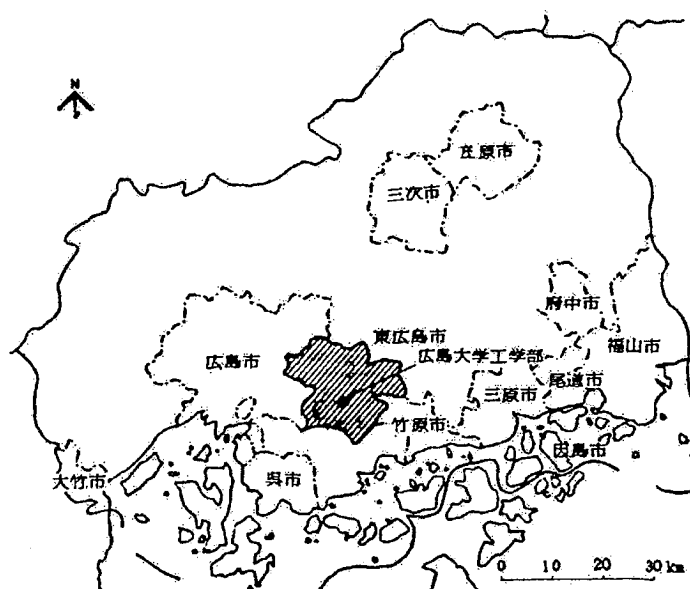 N
庄原市
三次市
府中市
東広島市
広島市
広島大学工学部
福山市
尾道市
三原市
竹原市
因島市
大竹市
呉市
0 10 20 30 km